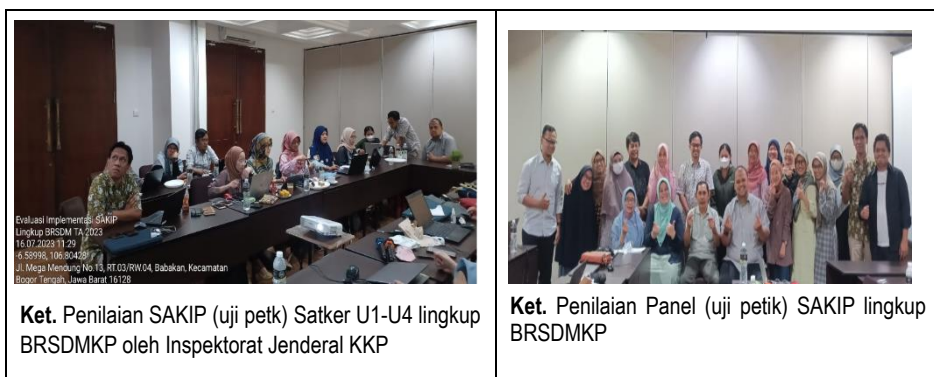 Evaluasi Implementasi SAKIP
Lingkup BRSDM TA 2023
16.07.2023 11:29
-6.58998, 106.80428
Jl. Mega Mendung No.13, RT.03/RW.04, Babakan, Kecamatan
Bogor Tengah, Jawa Barat 16128
Ket. Penilaian SAKIP (uji petk) Satker U1-U4 lingkup
BRSDMKP oleh Inspektorat Jenderal KKP
Ket. Penilaian Panel (uji petik) SAKIP lingkup
BRSDMKP